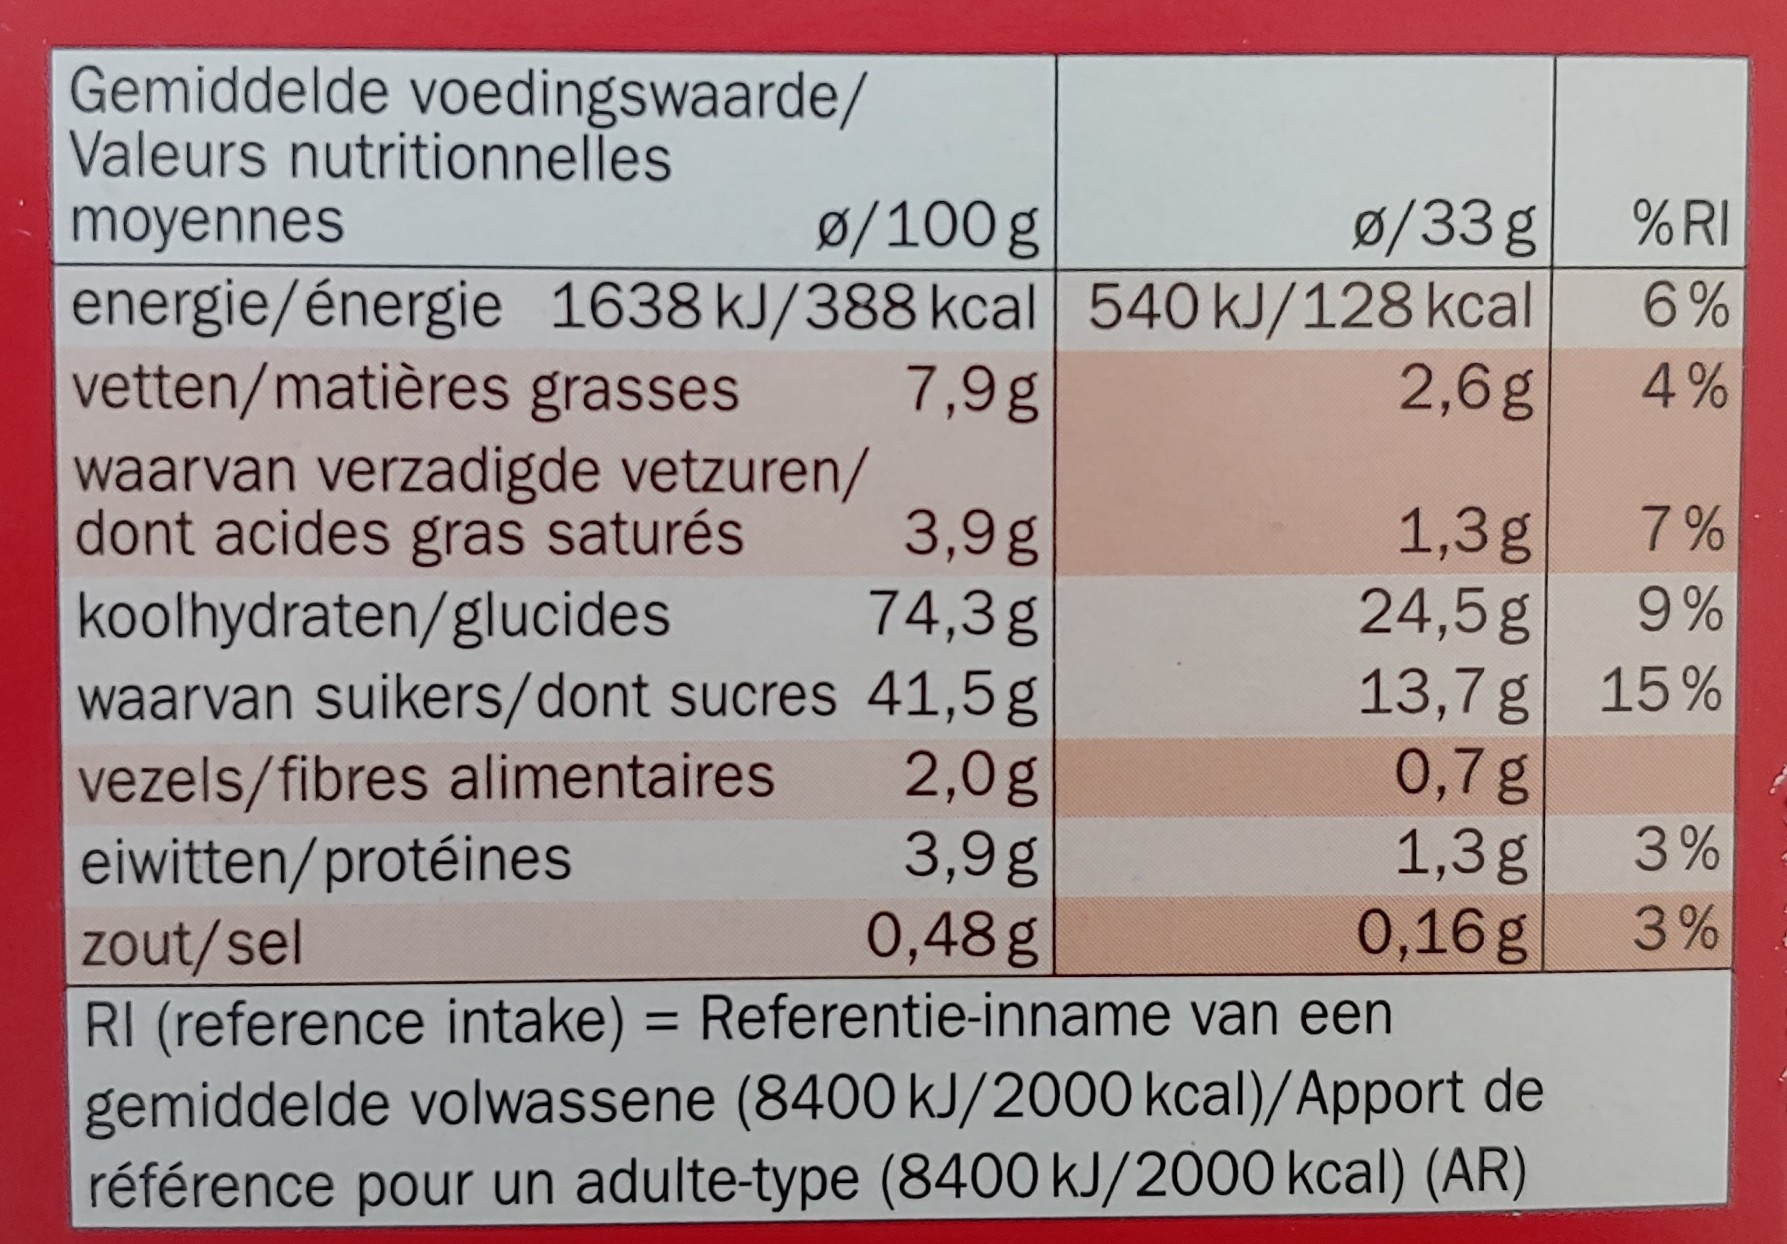 Gemiddelde voedingswaarde/
Valeurs nutritionnelles
moyennes ø/100 g ø/33 g % RI
energie/énergie 1638 kJ/388 kcal 540 kJ/128 kcal 6 %
vetten/matières grasses 7,9 g 2,6 g 4 %
waarvan verzadigde vetzuren/
dont acides gras saturés 3,9 g 1,3 g 7 %
koolhydraten/glucides 74,3 g 24,5 g 9 %
waarvan suikers/dont sucres 41,5 g 13,7 g 15 %
vezels/fibres alimentaires 2,0 g 0,7 g
eiwitten/protéines 3,9 g 1,3 g 3 %
zout/sel 0,48 g 0,16 g 3 %
RI (reference intake) = Referentie-inname van een
gemiddelde volwassene (8400 kJ/2000 kcal)/Apport de
référence pour un adulte-type (8400 kJ/2000 kcal) (AR)